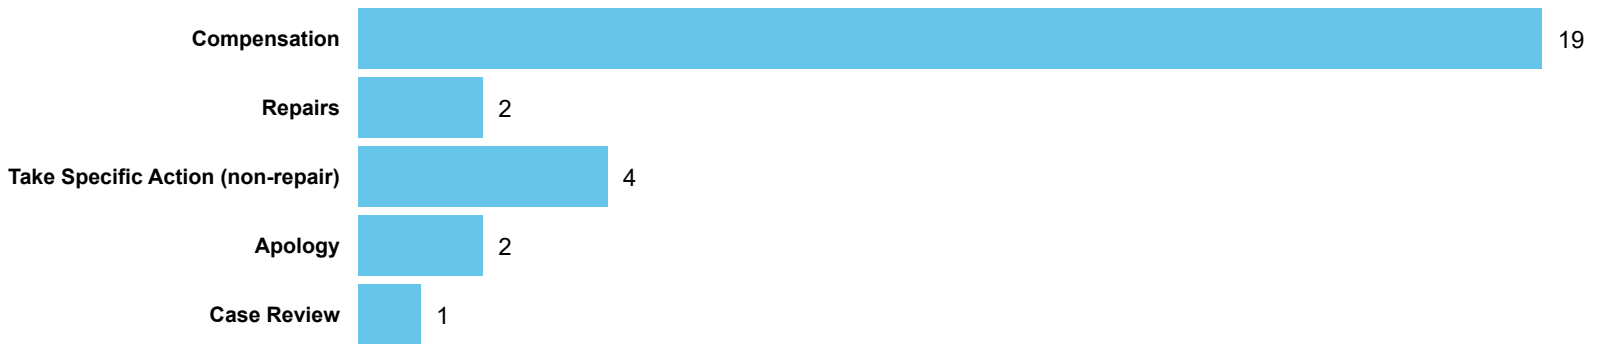 Compensation 19
Repairs 2
Take Specific Action (non-repair) 4
Apology 2
Case Review 1